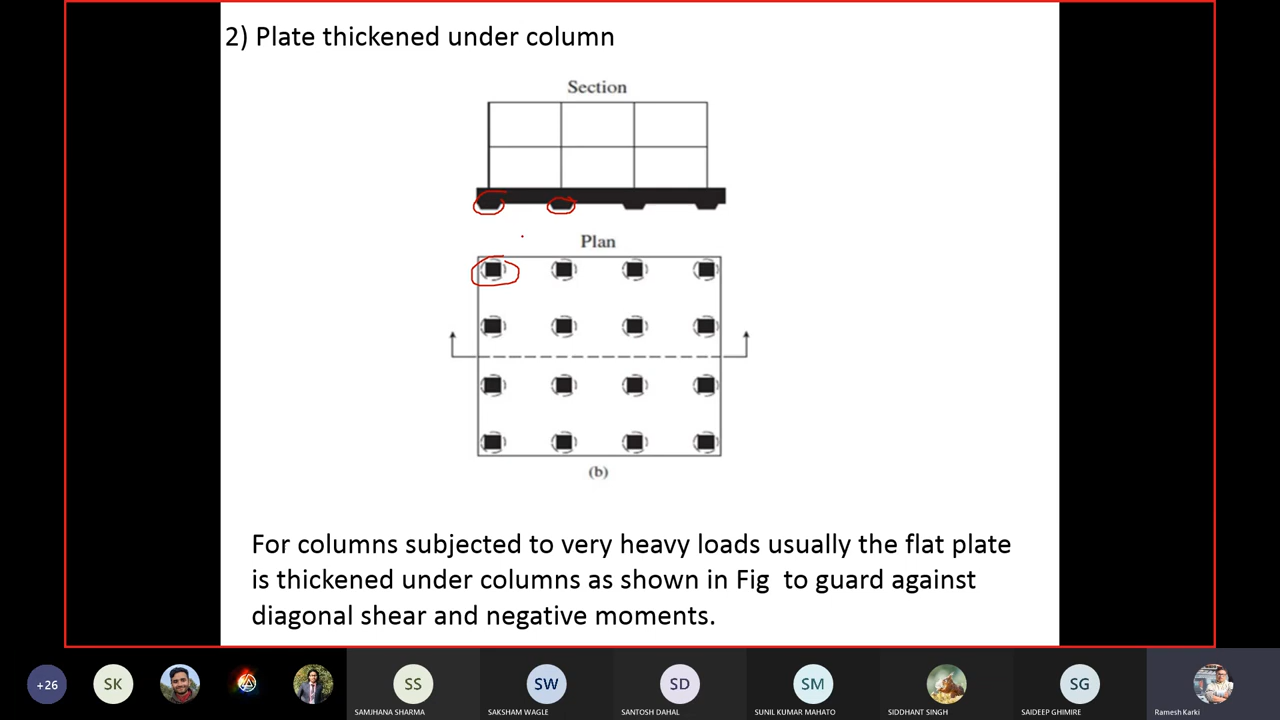 2) Plate thickened under column
Section
Plan
(b)
For columns subjected to very heavy loads usually the flat plate
is thickened under columns as shown in Fig  to guard against
diagonal shear and negative moments.
+26
SK
SS
SW
SD
SM
SG
SAMJHANA SHARMA
SAKSHAM WAGLE
SANTOSH DAHAL
SUNIL KUMAR MAHATO
SIDDHANT SINGH
SAIDEEP GHIMIRE
Ramesh Karki